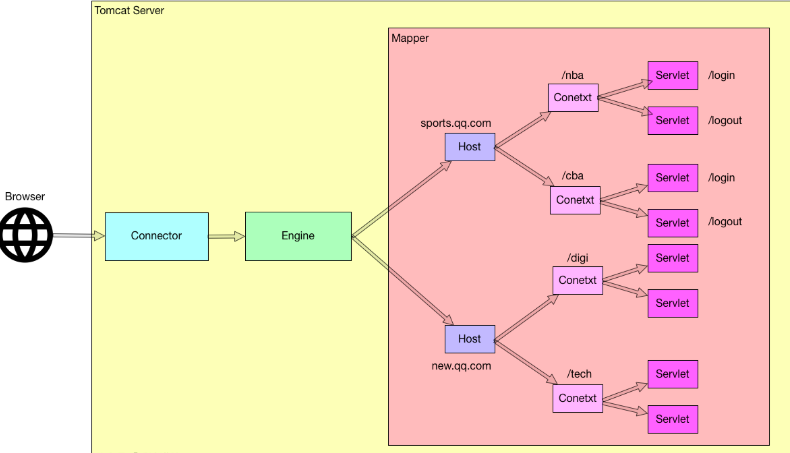 Tomcat Server
Mapper
/nba
Servlet
/login
Conetxt
sports.qq.com
Servlet
/logout
Host
/cba
Servlet
/login
Browser
Conetxt
Servlet
/logout
Connector
Engine
/digi
Servlet
Conetxt
Servlet
Host
new.qq.com
/tech
Servlet
Conetxt
Servlet